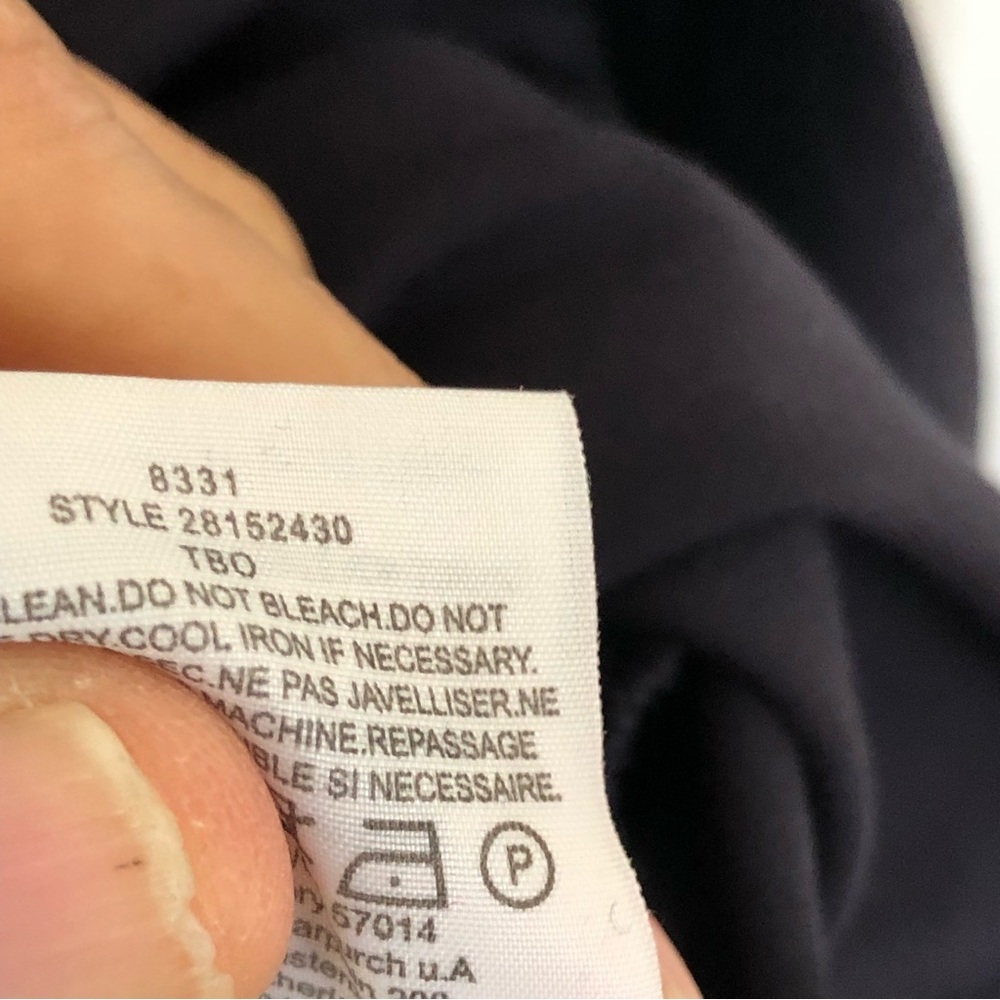 8331
STYLE 28152430
TBO
LEAN.DO NOT BLEACH.DO NOT
DRY.COOL IRON IF NECESSARY.
EC.NE PAS JAVELLISER.NE
MACHINE.REPASSAGE
BLE SI NECESSAIRE.
P
57014
arpurch u.A